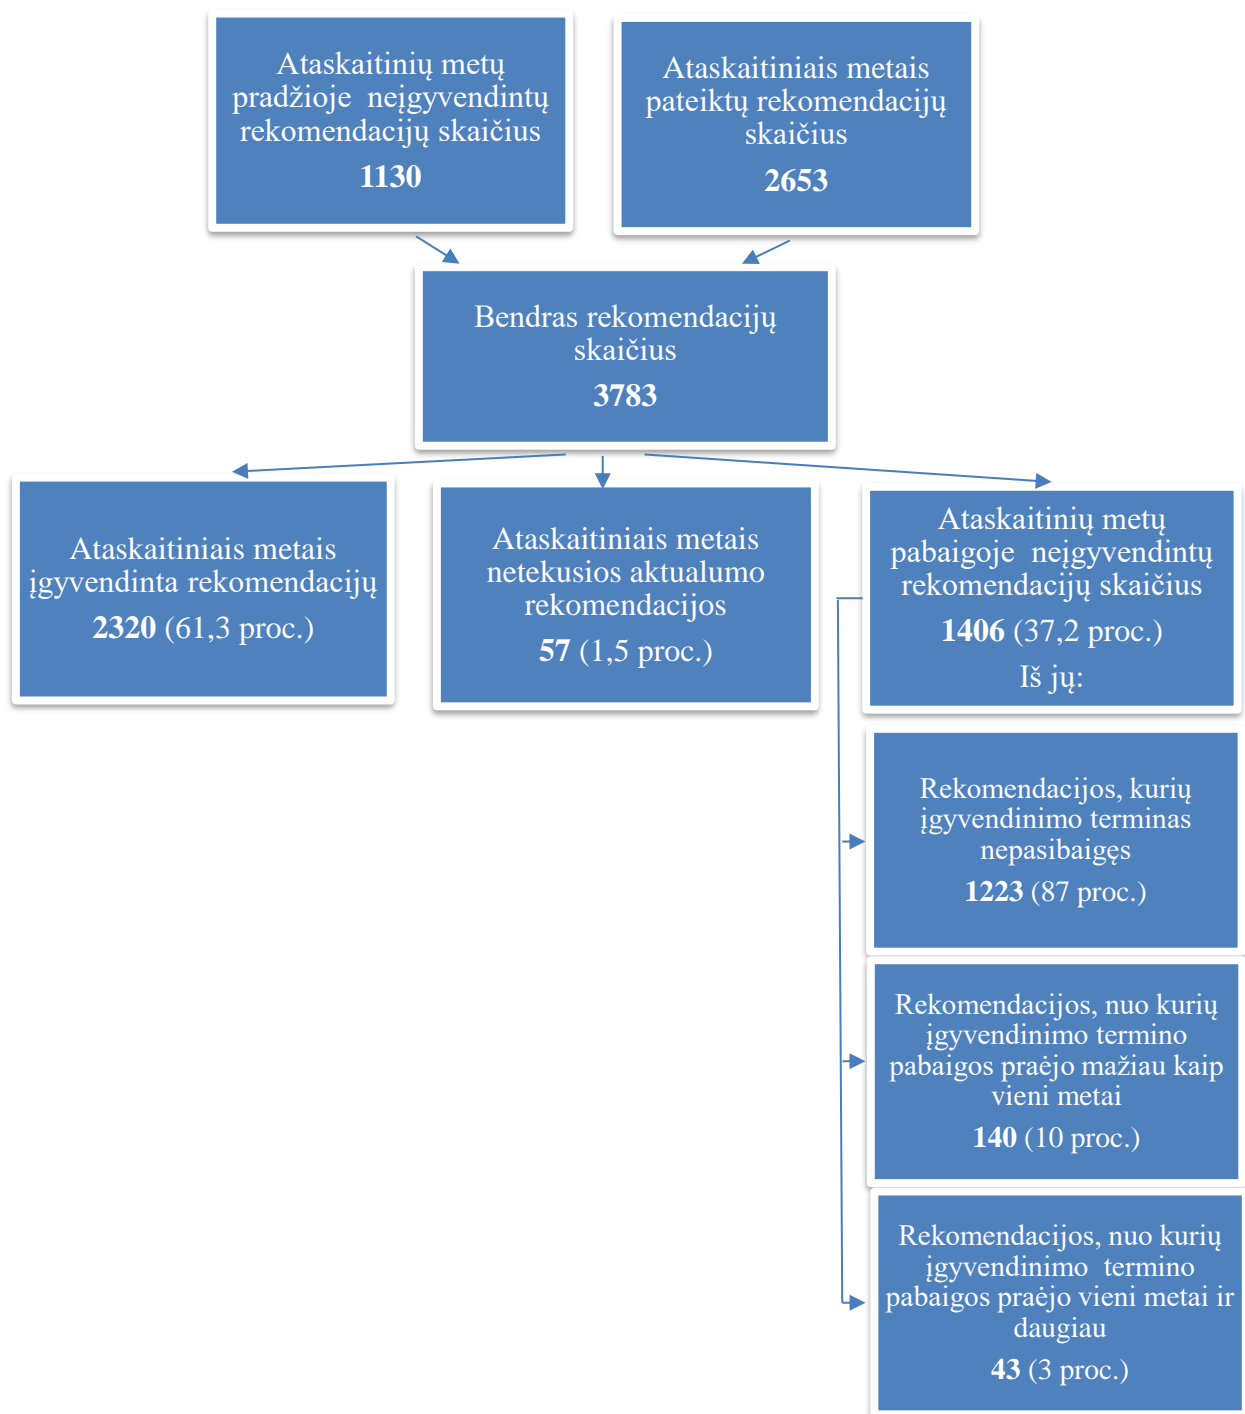 Ataskaitinių metų
pradžioje neįgyvendintų
rekomendacijų skaičius
1130
Ataskaitiniais metais
pateiktų rekomendacijų
skaičius
2653
Bendras rekomendacijų
skaičius
3783
Ataskaitiniais metais
įgyvendinta rekomendacijų
2320 (61,3 proc.)
Ataskaitiniais metais
netekusios aktualumo
rekomendacijos
57 (1,5 proc.)
Ataskaitinių metų
pabaigoje neįgyvendintų
rekomendacijų skaičius
1406 (37,2 proc.)
Iš jų:
Rekomendacijos, kurių
įgyvendinimo terminas
nepasibaigęs
1223 (87 proc.)
Rekomendacijos, nuo kurių
įgyvendinimo termino
pabaigos praėjo mažiau kaip
vieni metai
140 (10 proc.)
Rekomendacijos, nuo kurių
įgyvendinimo termino
pabaigos praėjo vieni metai ir
daugiau
43 (3 proc.)